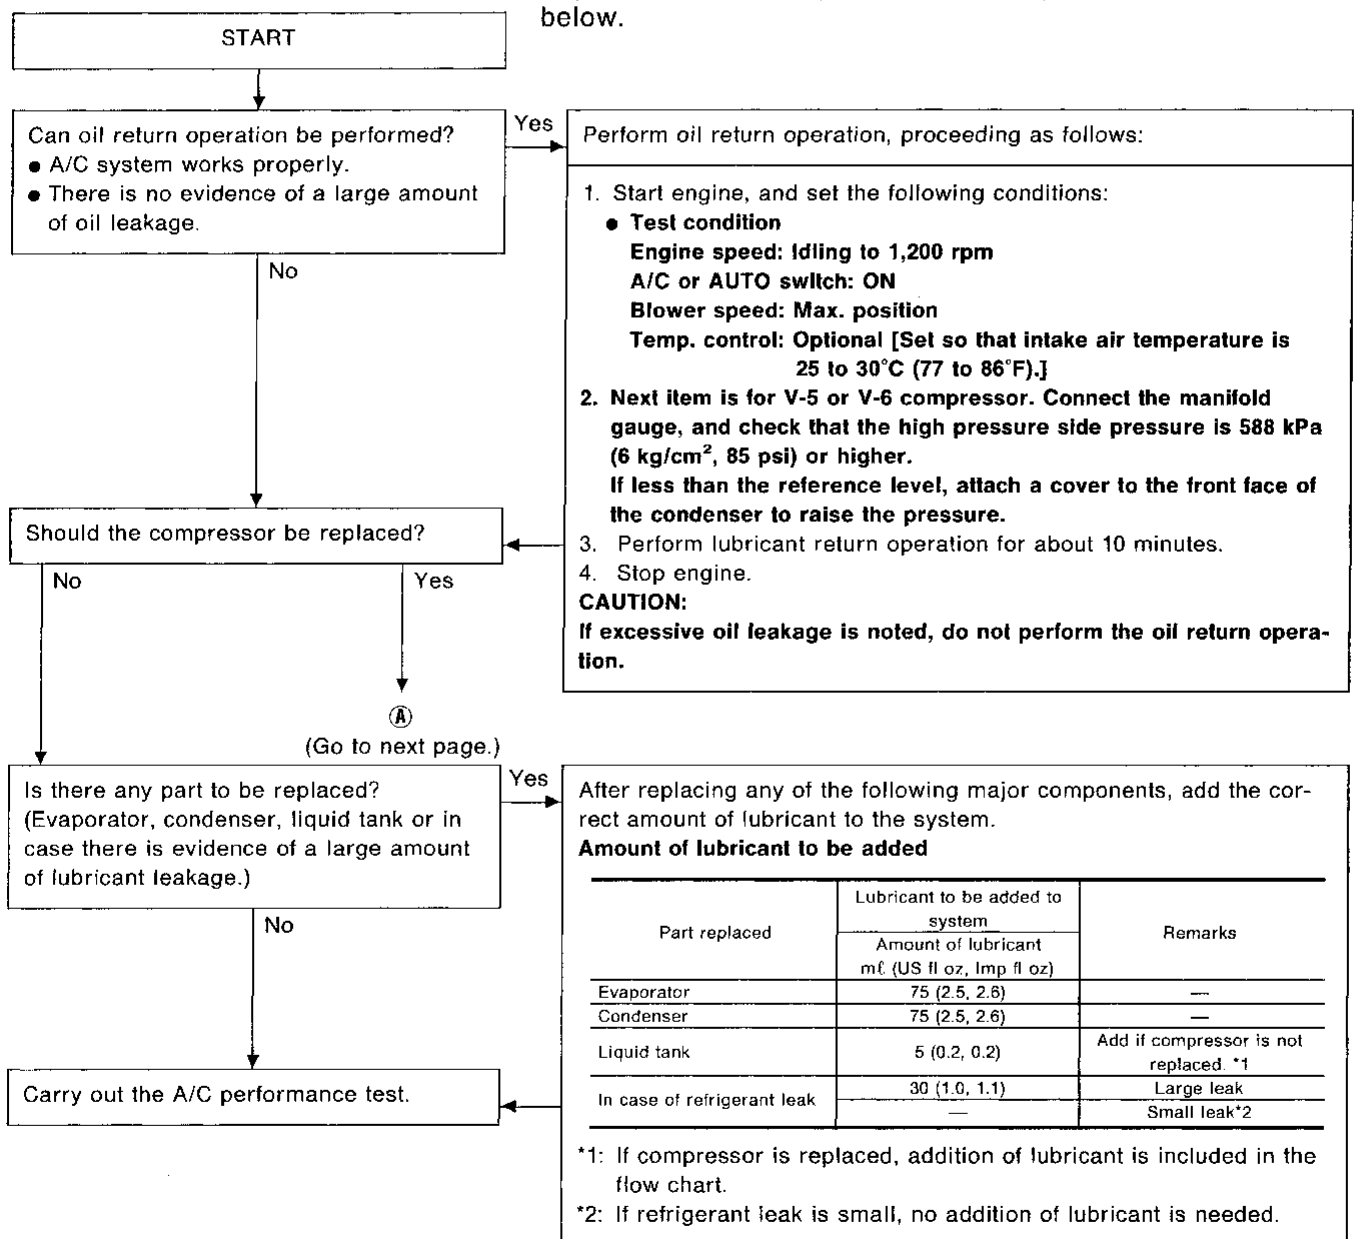 below.
START
Can oil return operation be performed?
● A/C system works properly.
● There is no evidence of a large amount
of oil leakage.
Yes
No
Perform oil return operation, proceeding as follows:
1. Start engine, and set the following conditions:
● Test condition
Engine speed: Idling to 1,200 rpm
A/C or AUTO switch: ON
Blower speed: Max. position
Temp. control: Optional [Set so that intake air temperature is
25 to 30°C (77 to 86°F).]
2. Next item is for V-5 or V-6 compressor. Connect the manifold
gauge, and check that the high pressure side pressure is 588 kPa
(6 kg/cm², 85 psi) or higher.
If less than the reference level, attach a cover to the front face of
the condenser to raise the pressure.
3. Perform lubricant return operation for about 10 minutes.
4. Stop engine.
CAUTION:
If excessive oil leakage is noted, do not perform the oil return opera-
tion.
Should the compressor be replaced?
No
Yes
Ⓐ
(Go to next page.)
Is there any part to be replaced?
(Evaporator, condenser, liquid tank or in
case there is evidence of a large amount
of lubricant leakage.)
Yes
No
After replacing any of the following major components, add the cor-
rect amount of lubricant to the system.
Amount of lubricant to be added
Part replaced
Lubricant to be added to
system
Amount of lubricant
mℓ (US fl oz, Imp fl oz)
Remarks
Evaporator 75 (2.5, 2.6) —
Condenser 75 (2.5, 2.6) —
Liquid tank 5 (0.2, 0.2) Add if compressor is not
replaced. *1
In case of refrigerant leak 30 (1.0, 1.1) Large leak
— Small leak*2
*1: If compressor is replaced, addition of lubricant is included in the
flow chart.
*2: If refrigerant leak is small, no addition of lubricant is needed.
Carry out the A/C performance test.